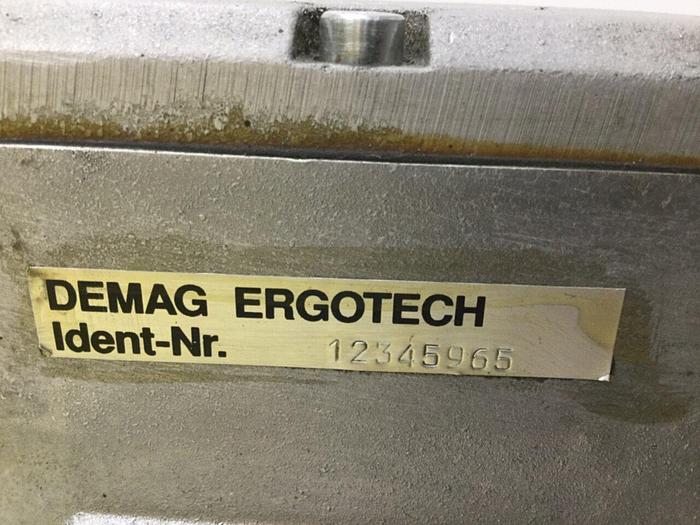 DEMAG ERGOTECH
Ident-Nr. 12345965